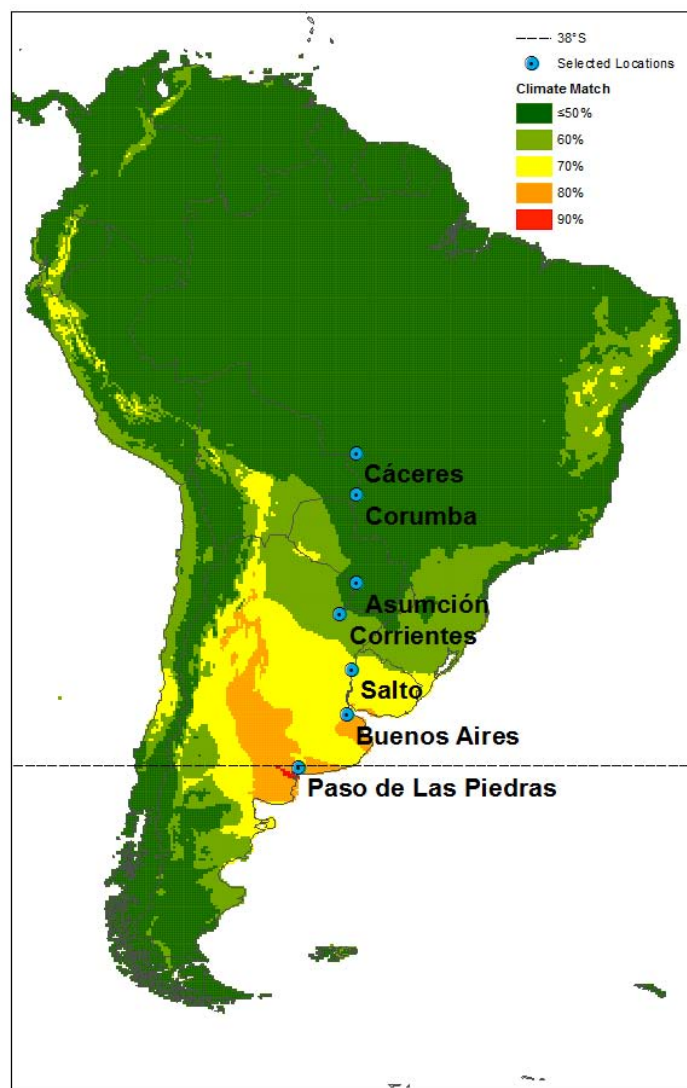 38°S
Selected Locations
Climate Match
≤50%
60%
70%
80%
90%
Cáceres
Corumba
Asumción
Corrientes
Salto
Buenos Aires
Paso de Las Piedras